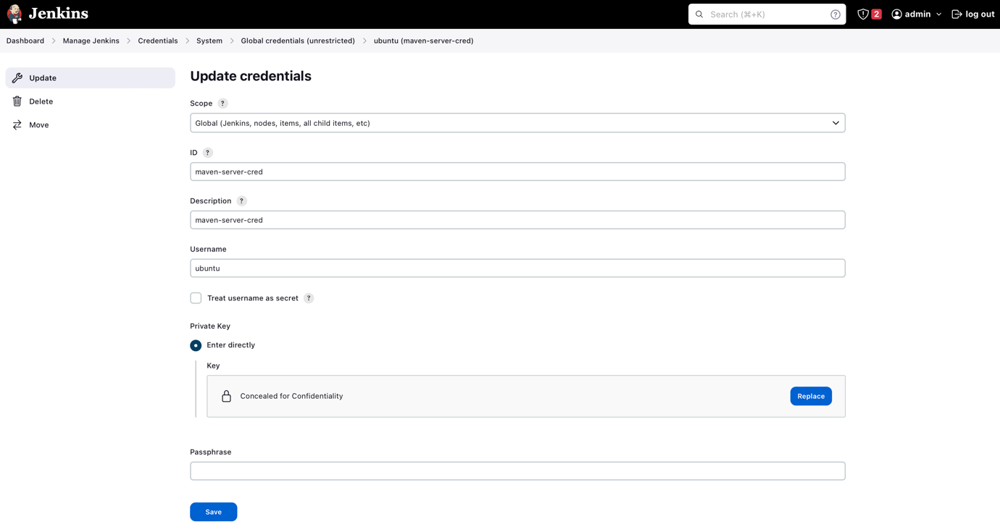 Jenkins
Search (⌘+K)
?
2
admin
log out
Dashboard > Manage Jenkins > Credentials > System > Global credentials (unrestricted) > ubuntu (maven-server-cred)
Update
Delete
Move
Update credentials
Scope ?
Global (Jenkins, nodes, items, all child items, etc)
ID ?
maven-server-cred
Description ?
maven-server-cred
Username
ubuntu
Treat username as secret ?
Private Key
Enter directly
Key
Concealed for Confidentiality
Replace
Passphrase
Save